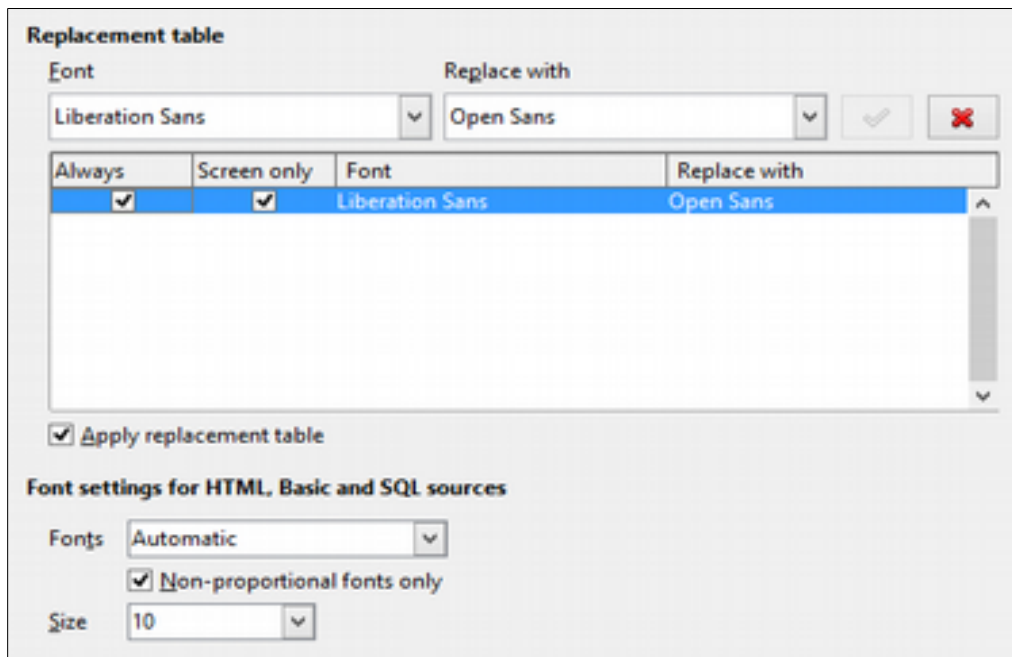 Replacement table
Font Replace with
Liberation Sans Open Sans
Always Screen only Font Replace with
Liberation Sans Open Sans
Apply replacement table
Font settings for HTML, Basic and SQL sources
Fonts Automatic
Non-proportional fonts only
Size 10